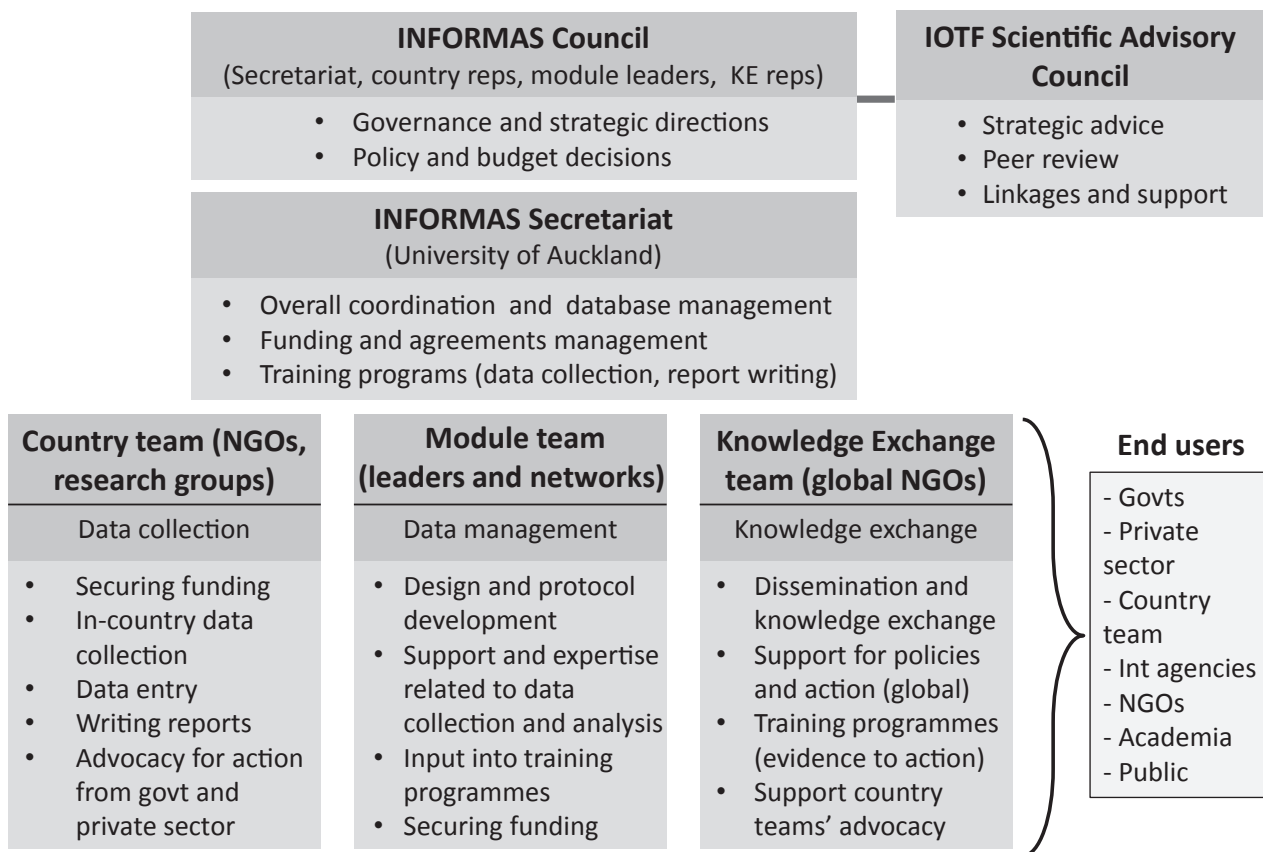 INFORMAS Council
(Secretariat, country reps, module leaders, KE reps)
• Governance and strategic directions
• Policy and budget decisions
IOTF Scientific Advisory
Council
• Strategic advice
• Peer review
• Linkages and support
INFORMAS Secretariat
(University of Auckland)
• Overall coordination and database management
• Funding and agreements management
• Training programs (data collection, report writing)
Country team (NGOs,
research groups)
Data collection
• Securing funding
• In-country data
collection
• Data entry
• Writing reports
• Advocacy for action
from govt and
private sector
Module team
(leaders and networks)
Data management
• Design and protocol
development
• Support and expertise
related to data
collection and analysis
• Input into training
programmes
• Securing funding
Knowledge Exchange
team (global NGOs)
Knowledge exchange
• Dissemination and
knowledge exchange
• Support for policies
and action (global)
• Training programmes
(evidence to action)
• Support country
teams’ advocacy
End users
- Govts
- Private
sector
- Country
team
- Int agencies
- NGOs
- Academia
- Public